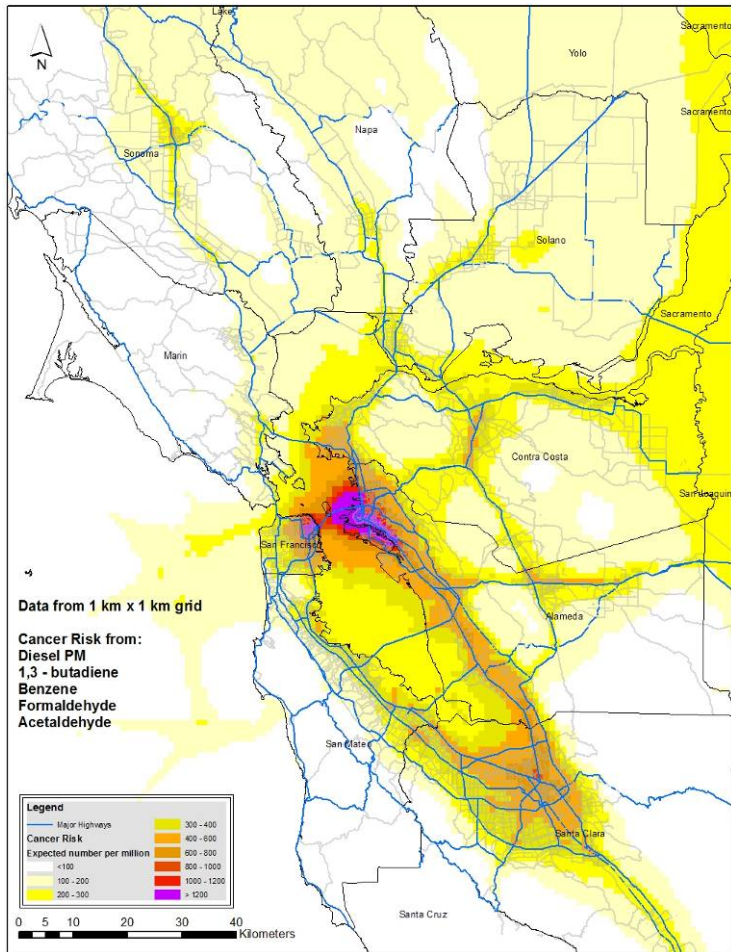 Lake
Sacramento
Yolo
N
Sacramento
Napa
Sonoma
Solano
Sacramento
Marin
Contra Costa
San Joaquin
San Francisco
Data from 1 km x 1 km grid
Alameda
Cancer Risk from:
Diesel PM
1,3 - butadiene
Benzene
Formaldehyde
Acetaldehyde
San Mateo
Legend
Major Highways
Cancer Risk
Expected number per million
<100
100 - 200
200 - 300
300 - 400
400 - 600
600 - 800
800 - 1000
1000 - 1200
> 1200
Santa Clara
Santa Cruz
0 5 10 20 30 40
Kilometers